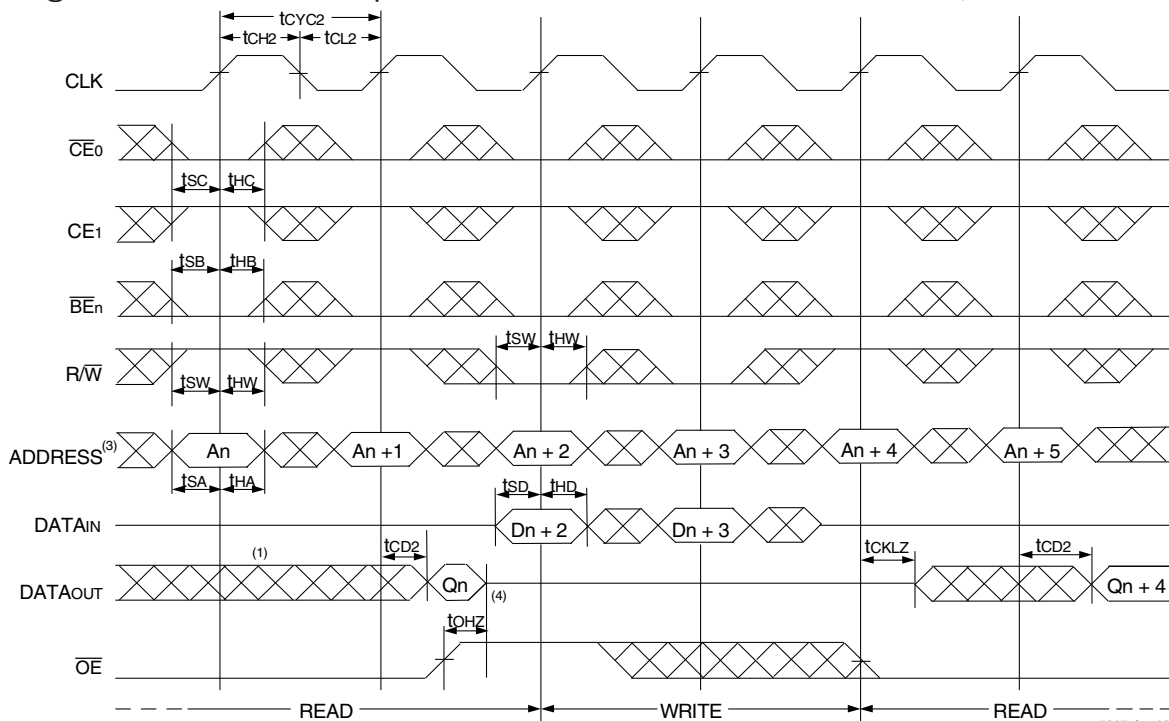 tCYC2
tCH2 tCL2
CLK
CE0
tSC tHC
CE1
tSB tHB
BEn
tSW tHW
R/W
tSW tHW
ADDRESS(3) An An +1 An + 2 An + 3 An + 4 An + 5
tSA tHA tSD tHD
DATAIN Dn + 2 Dn + 3
tCD2 tCKLZ tCD2
(1)
DATAOUT Qn (4) Qn + 4
tOHZ
OE
READ WRITE READ